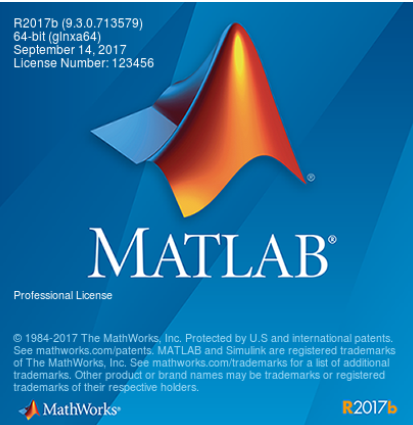 R2017b (9.3.0.713579)
64-bit (glnxa64)
September 14, 2017
License Number: 123456
®
MATLAB®
Professional License
© 1984-2017 The MathWorks, Inc. Protected by U.S and international patents.
See mathworks.com/patents. MATLAB and Simulink are registered trademarks
of The MathWorks, Inc. See mathworks.com/trademarks for a list of additional
trademarks. Other product or brand names may be trademarks or registered
trademarks of their respective holders.
MathWorks® R2017b